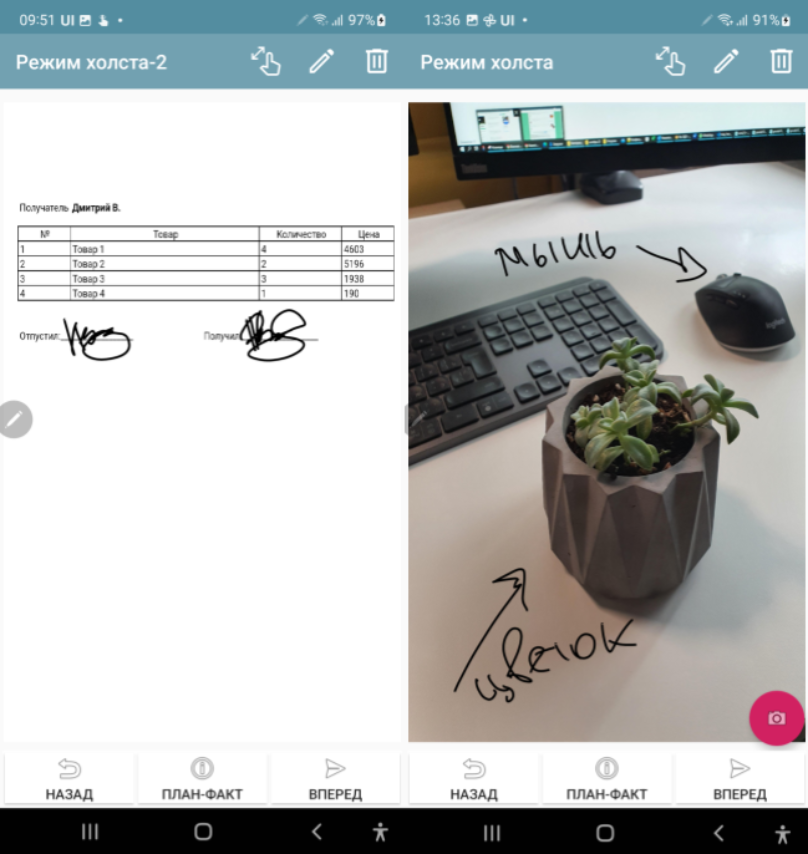 09:51 UI 97%
Режим холста-2
Получатель Дмитрий В.
№ Товар Количество Цена
1 Товар 1 4 4603
2 Товар 2 2 5196
3 Товар 3 3 1938
4 Товар 4 1 190
Отпустил: Получил
НАЗАД ПЛАН-ФАКТ ВПЕРЕД
13:36 UI 91%
Режим холста
мышь
logi
цветок
НАЗАД ПЛАН-ФАКТ ВПЕРЕД